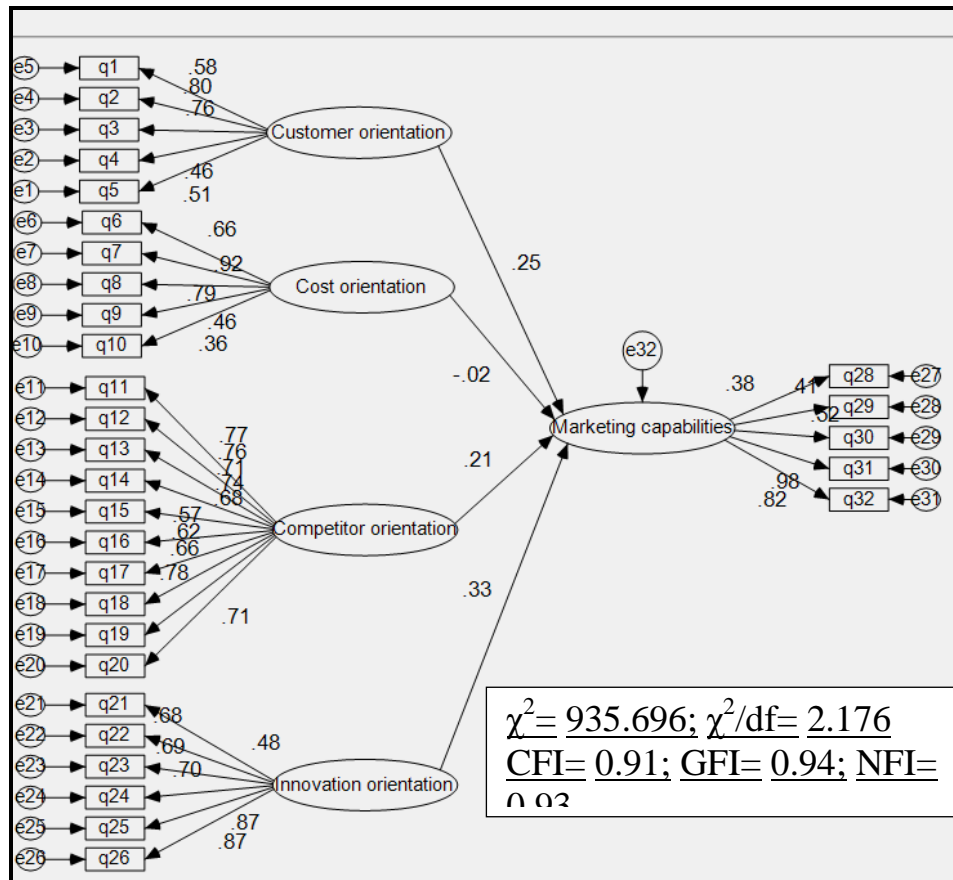 e5 q1 .58
.80
e4 q2 .76
e3 q3 Customer orientation
e2 q4 .46
e1 q5 .51
e6 q6 .66
e7 q7 .92 .25
e8 q8 .79 Cost orientation
e9 q9 .46
e10 q10 .36 e32
-.02
e11 q11 .38 .41 q28 e27
e12 q12 .77 Marketing capabilities .52 q29 e28
e13 q13 .76 .21 q30 e29
.71
e14 q14 .74 q31 e30
.68
e15 q15 .57 .98 q32 e31
.82
e16 q16 .62 Competitor orientation
e17 q17 .66
.78
e18 q18
e19 q19 .71 .33
e20 q20
e21 q21 .68
e22 q22 .69 .48
e23 q23 .70
e24 q24 Innovation orientation
e25 q25 .87
e26 q26 .87
χ²= 935.696; χ²/df= 2.176
CFI= 0.91; GFI= 0.94; NFI=
0.93